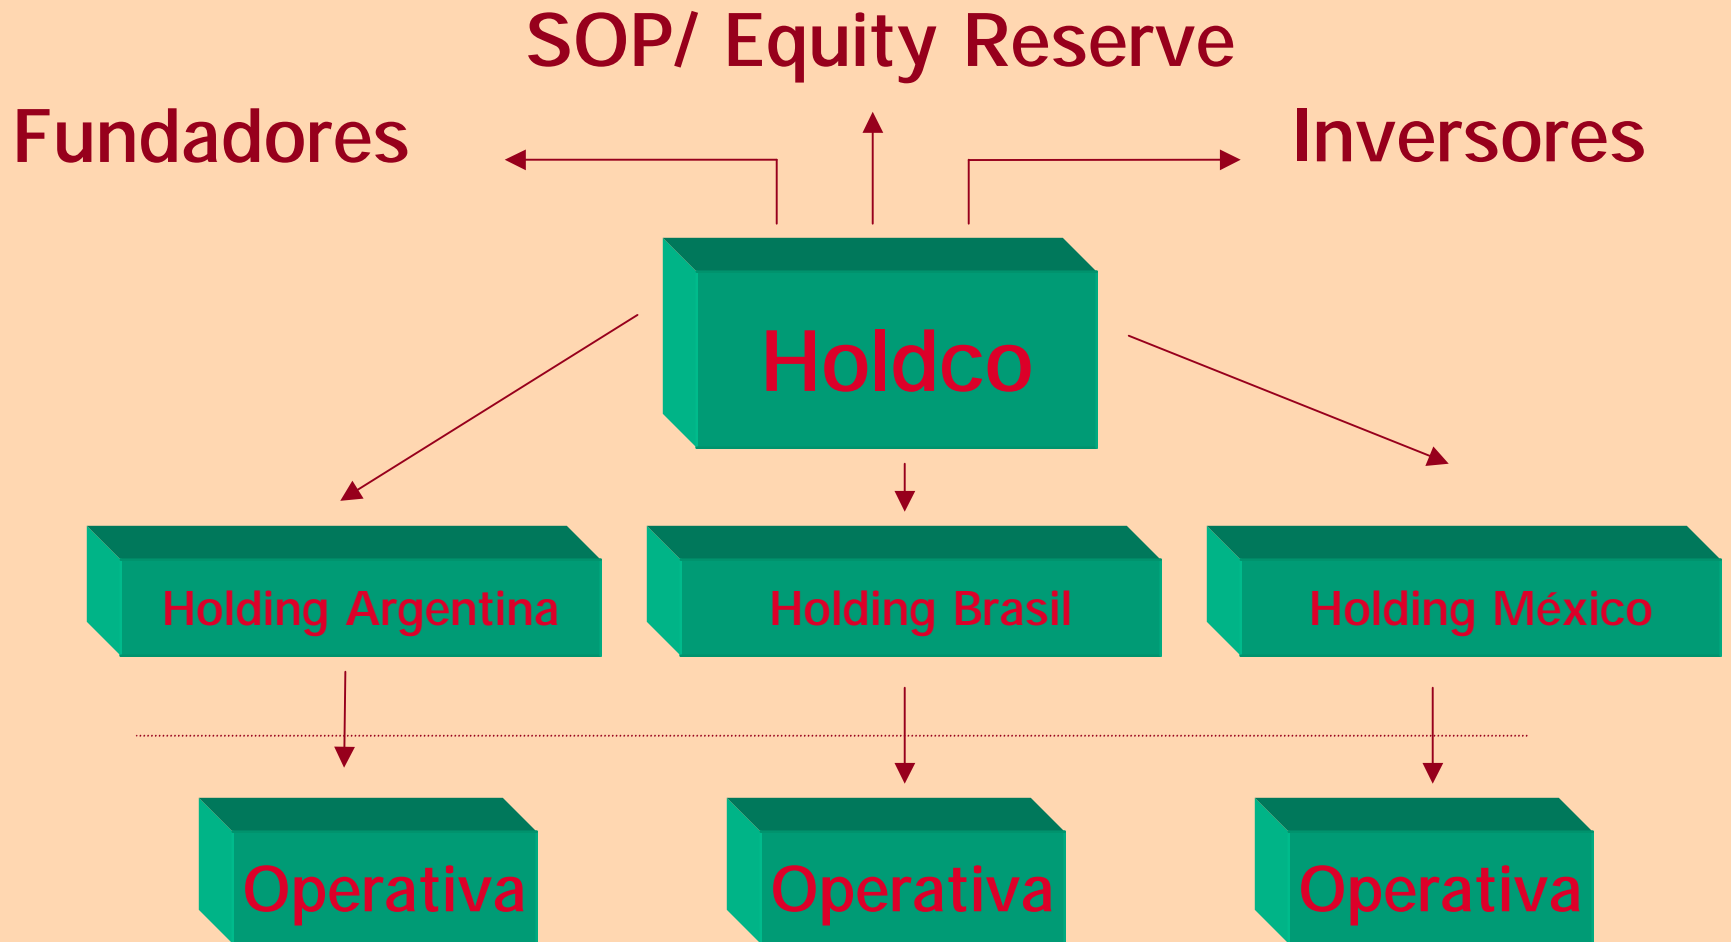 SOP/ Equity Reserve
Fundadores
Inversores
Holdco
Holding Argentina
Holding Brasil
Holding México
Operativa
Operativa
Operativa